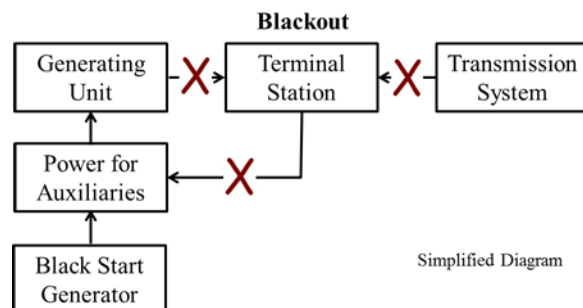 Blackout
Generating
Unit
Terminal
Station
Transmission
System
Power for
Auxiliaries
Black Start
Generator
Simplified Diagram